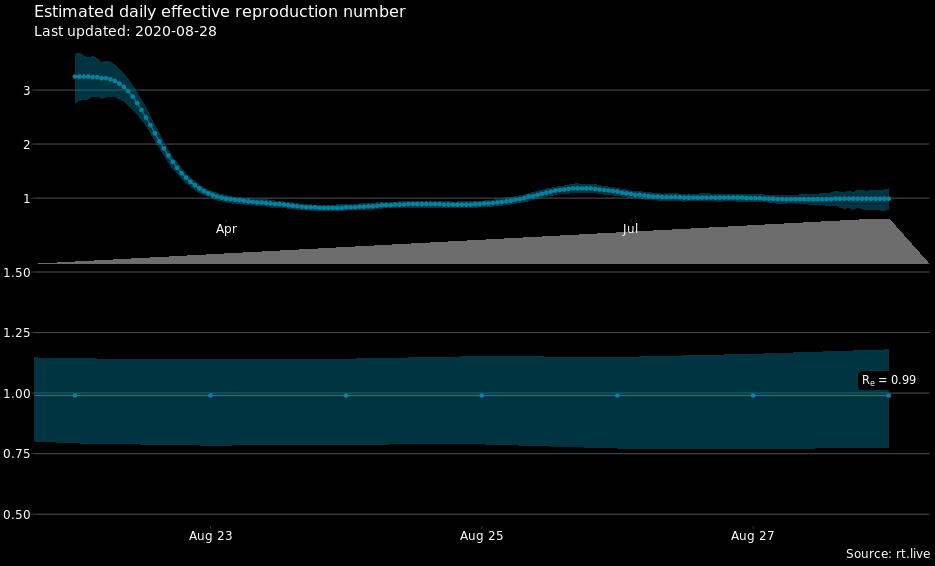 Estimated daily effective reproduction number
Last updated: 2020-08-28
3
2
1
Apr
Jul
1.50
1.25
1.00
0.75
0.50
Rₑ = 0.99
Aug 23
Aug 25
Aug 27
Source: rt.live